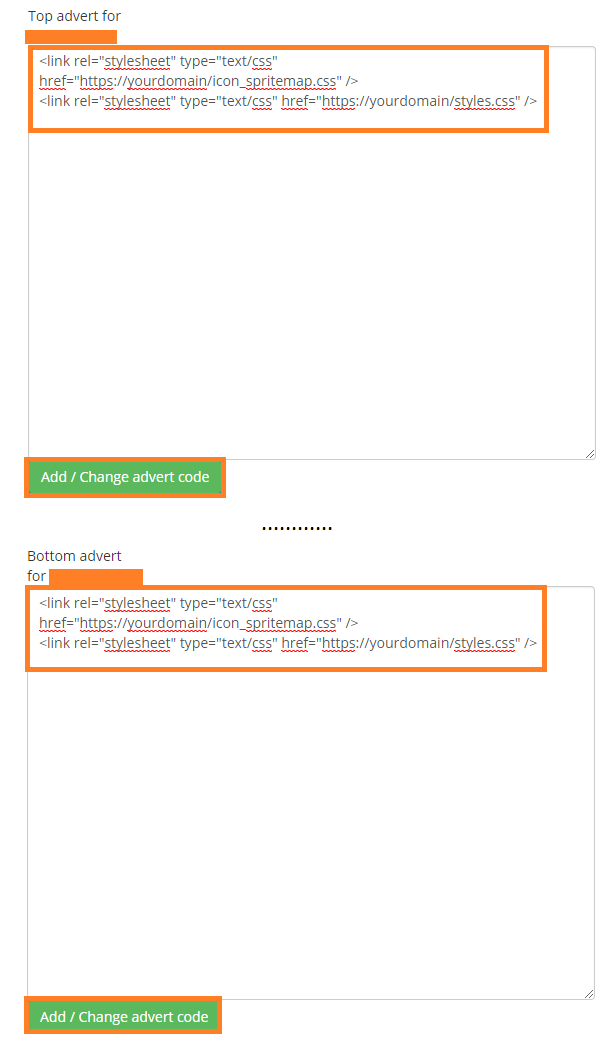 Top advert for
<link rel="stylesheet" type="text/css"
href="https://yourdomain/icon_spritemap.css" />
<link rel="stylesheet" type="text/css" href="https://yourdomain/styles.css" />
Add / Change advert code
............
Bottom advert
for
<link rel="stylesheet" type="text/css"
href="https://yourdomain/icon_spritemap.css" />
<link rel="stylesheet" type="text/css" href="https://yourdomain/styles.css" />
Add / Change advert code